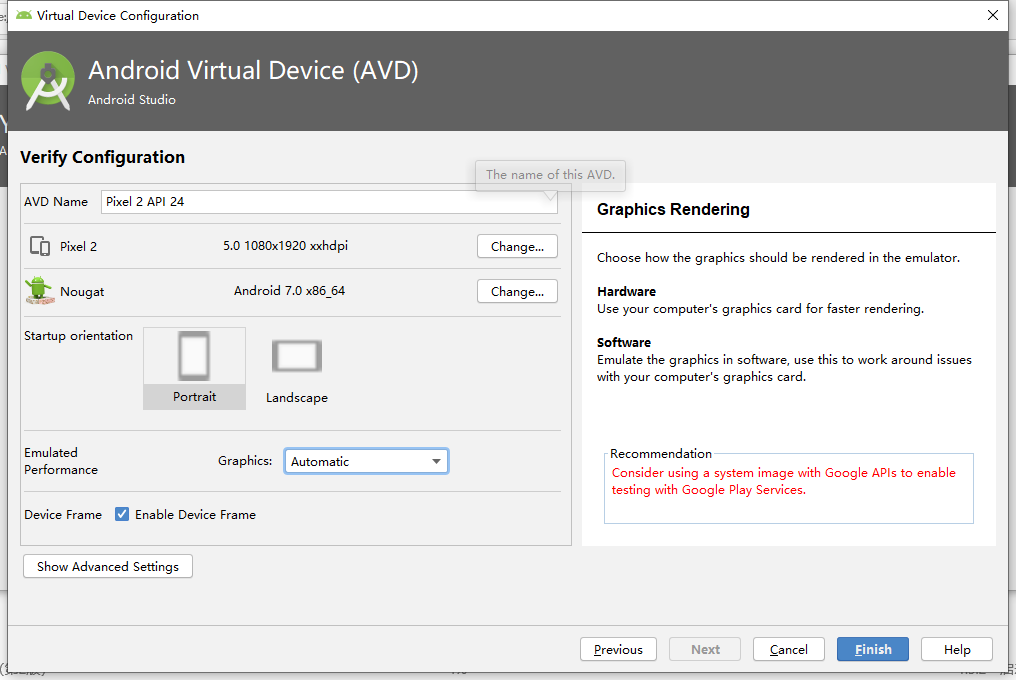 Virtual Device Configuration
Android Virtual Device (AVD)
Android Studio
Verify Configuration
The name of this AVD.
AVD Name
Pixel 2 API 24
Pixel 2
5.0 1080x1920 xxhdpi
Change...
Nougat
Android 7.0 x86_64
Change...
Startup orientation
Portrait
Landscape
Emulated
Performance
Graphics:
Automatic
Device Frame
Enable Device Frame
Show Advanced Settings
Graphics Rendering
Choose how the graphics should be rendered in the emulator.
Hardware
Use your computer's graphics card for faster rendering.
Software
Emulate the graphics in software, use this to work around issues
with your computer's graphics card.
Recommendation
Consider using a system image with Google APIs to enable
testing with Google Play Services.
Previous
Next
Cancel
Finish
Help